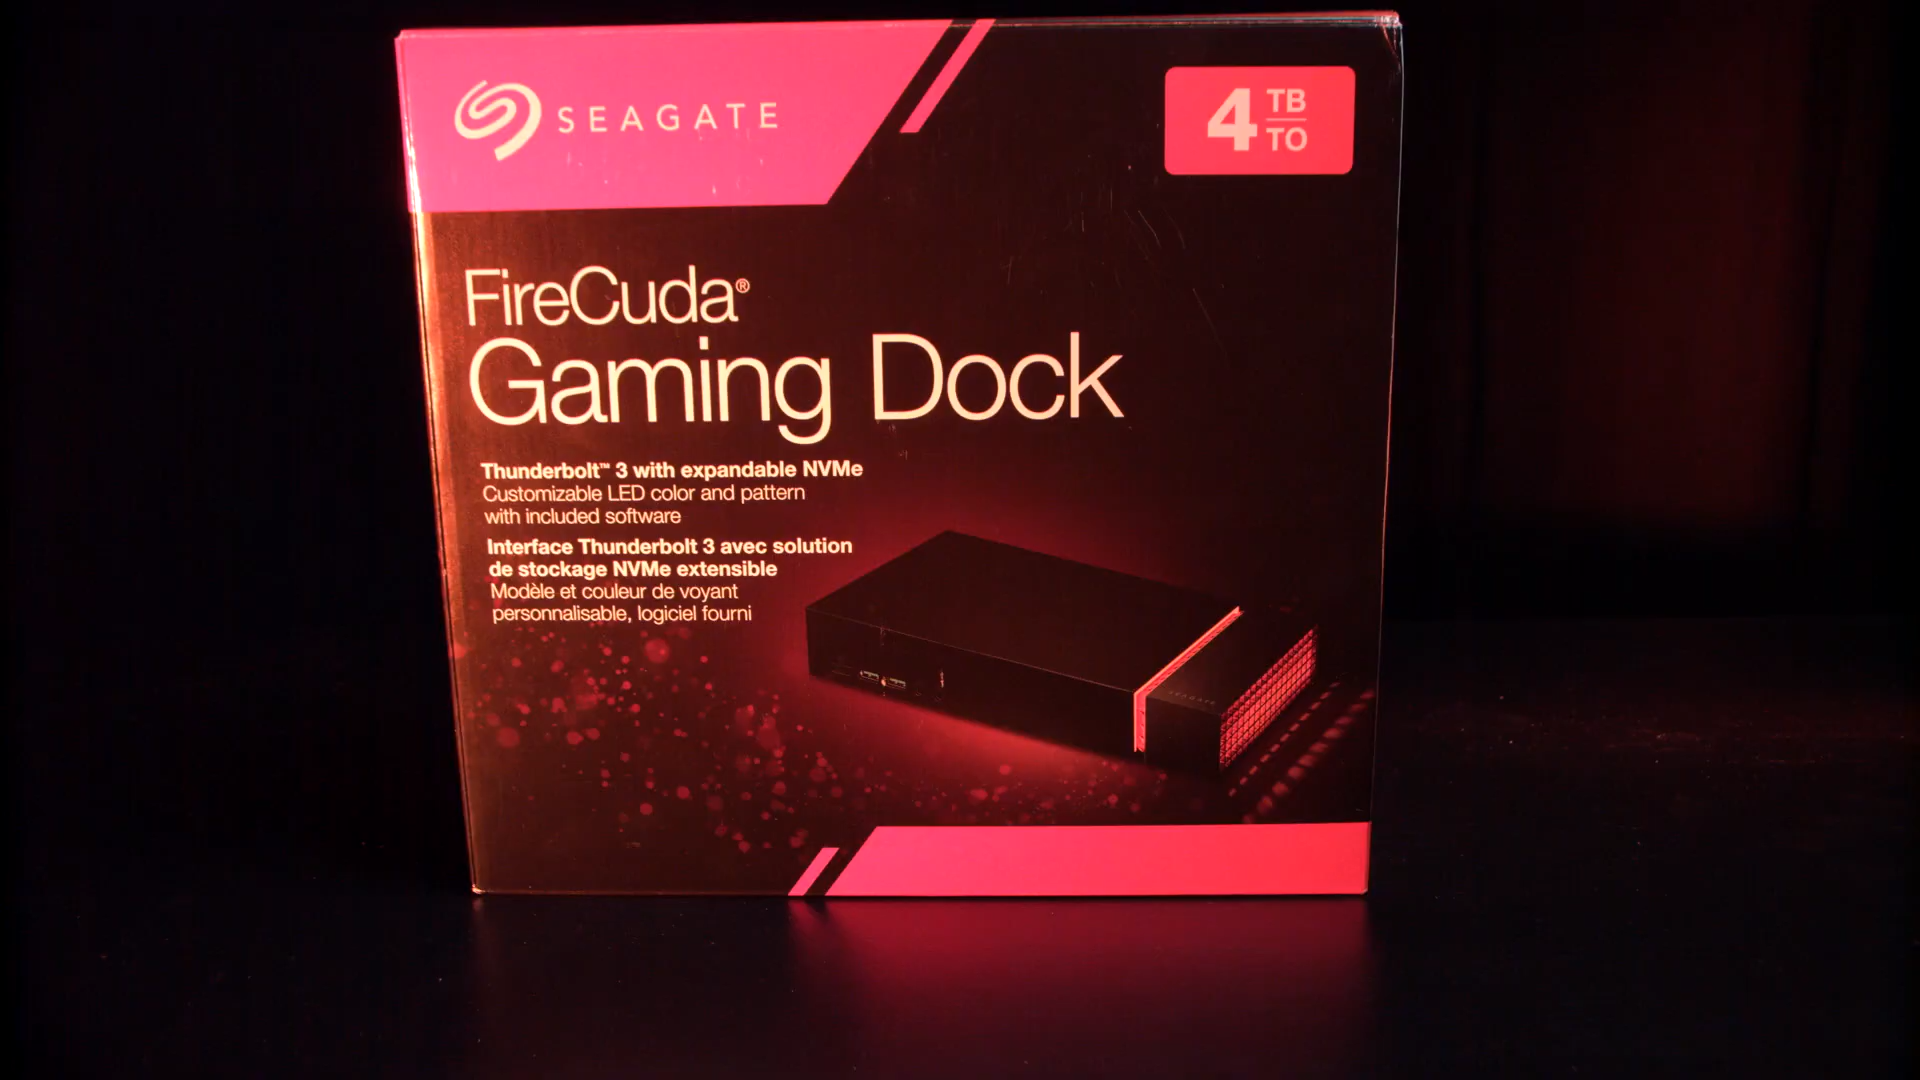 SEAGATE
4 TB
TO
FireCuda®
Gaming Dock
Thunderbolt™ 3 with expandable NVMe
Customizable LED color and pattern
with included software
Interface Thunderbolt 3 avec solution
de stockage NVMe extensible
Modèle et couleur de voyant
personnalisable, logiciel fourni
SEAGATE